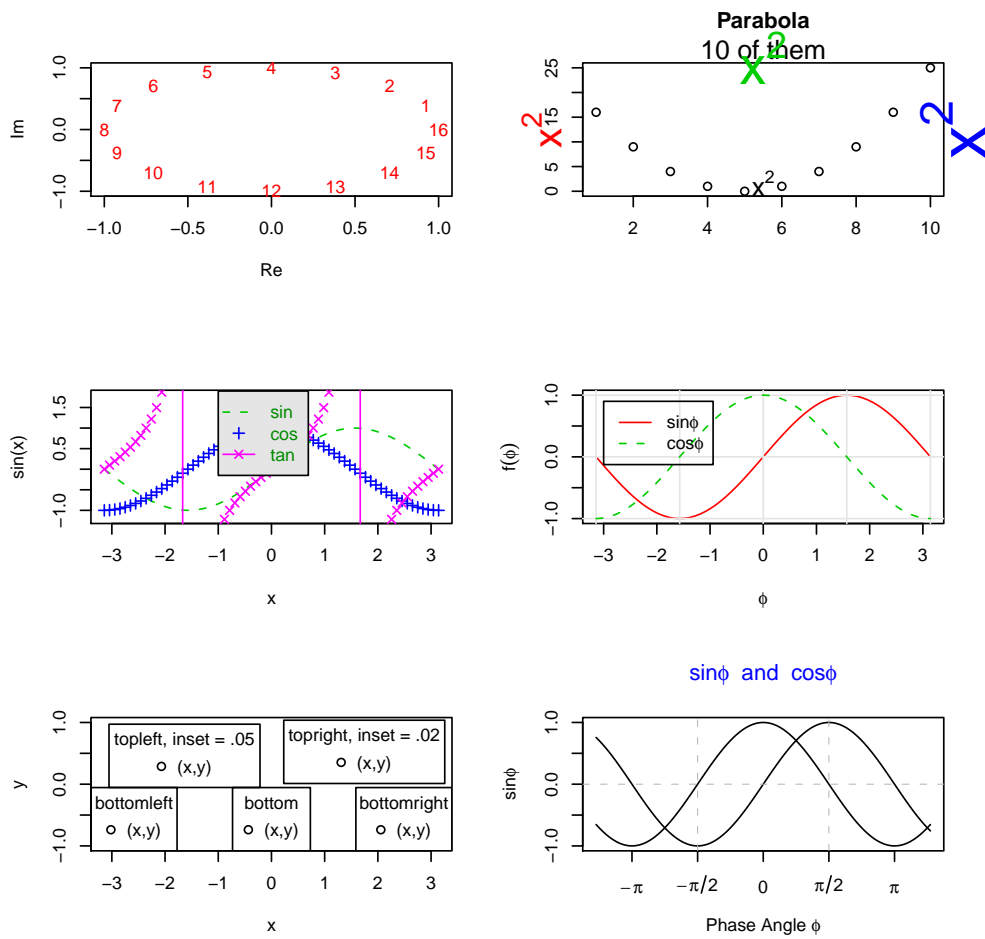 Im
1.0
0.0
−1.0
1 2 3 4 5 6 7 8 9 10 11 12 13 14 15 16
−1.0 −0.5 0.0 0.5 1.0
Re
Parabola
10 of them
x²
x²
x²
x²
25
15
5
0
2 4 6 8 10
sin(x)
1.5
0.5
−1.0
sin
cos
tan
−3 −2 −1 0 1 2 3
x
f(ϕ)
1.0
0.0
−1.0
sinϕ
cosϕ
−3 −2 −1 0 1 2 3
ϕ
y
1.0
0.0
−1.0
topleft, inset = .05
(x,y)
topright, inset = .02
(x,y)
bottomleft
(x,y)
bottom
(x,y)
bottomright
(x,y)
−3 −2 −1 0 1 2 3
x
sinϕ and cosϕ
sinϕ
1.0
0.0
−1.0
−π −π/2 0 π/2 π
Phase Angle ϕ